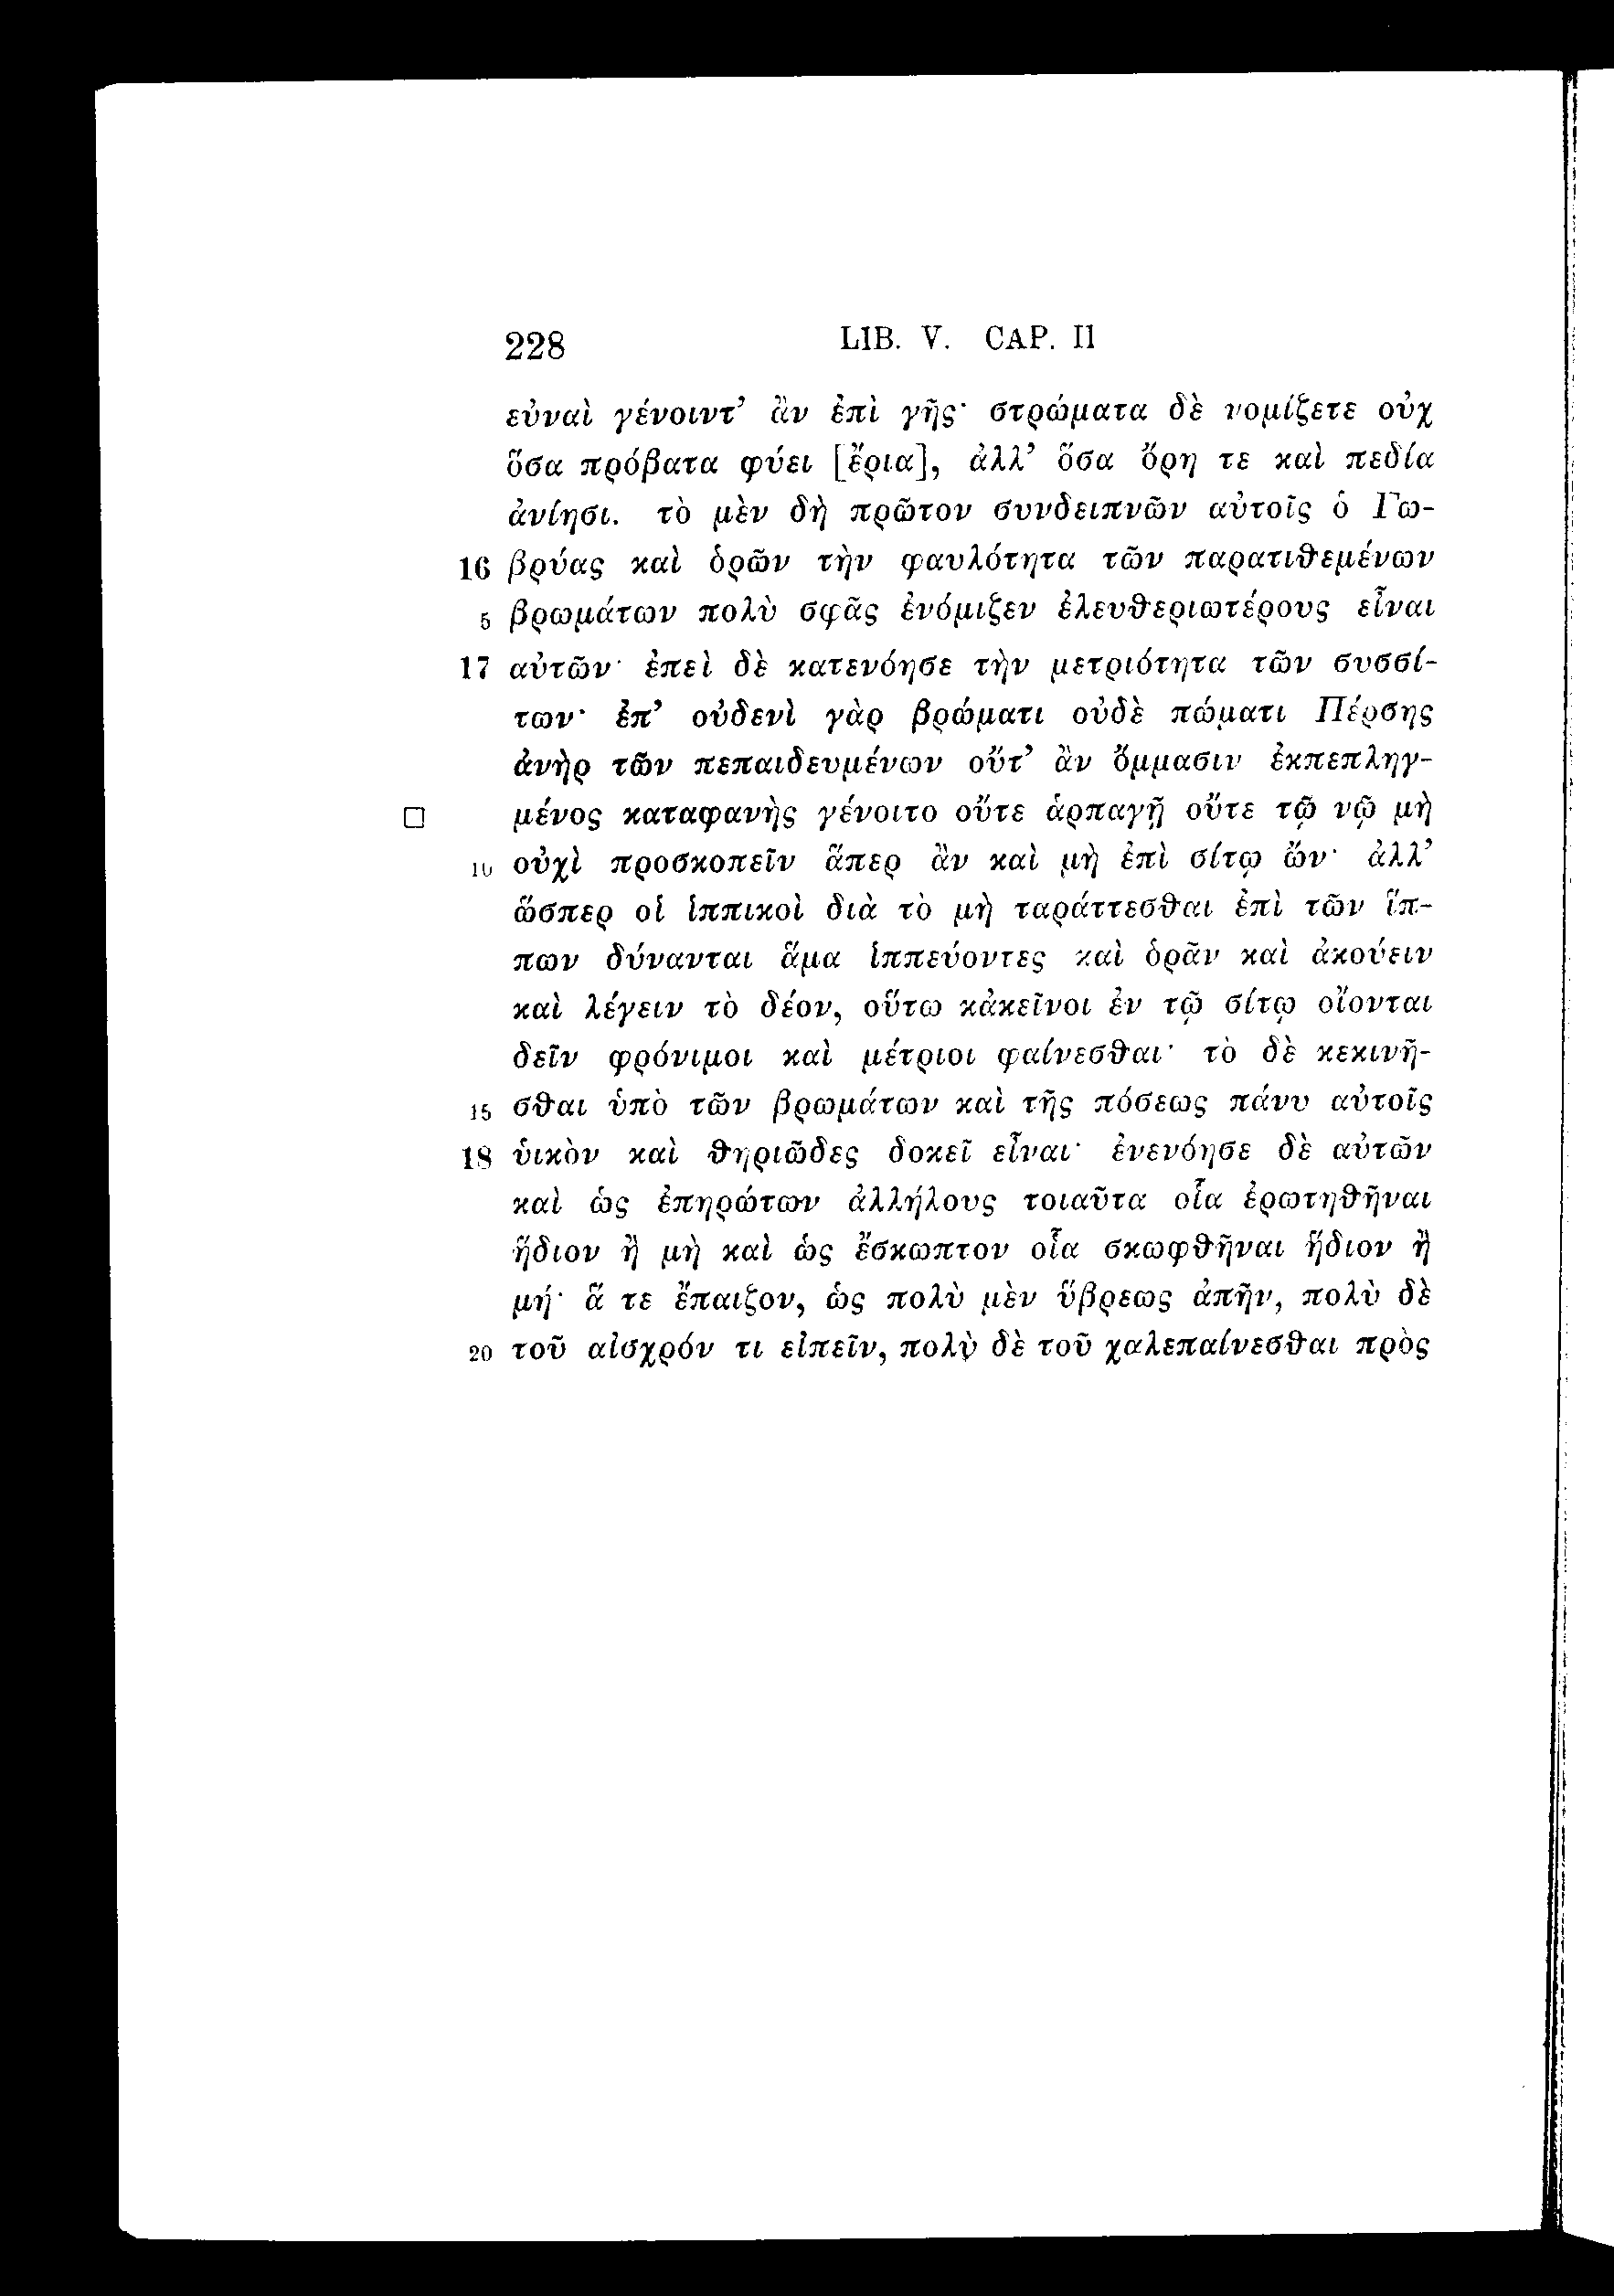 228 LIB. V. CAP. II
εὐναὶ γένοιντ’ ἂν ἐπὶ γῆς· στρώματα δὲ νομίζετε οὐχ
ὅσα πρόβατα φύει [ἔρια], ἀλλ’ ὅσα ὄρη τε καὶ πεδία
ἀνίησι. τὸ μὲν δὴ πρῶτον συνδειπνῶν αὐτοῖς ὁ Γω-
16 βρύας καὶ ὁρῶν τὴν φαυλότητα τῶν παρατιθεμένων
5 βρωμάτων πολὺ σφᾶς ἐνόμιζεν ἐλευθεριωτέρους εἶναι
17 αὐτῶν· ἐπεὶ δὲ κατενόησε τὴν μετριότητα τῶν συσσί-
των· ἐπ’ οὐδενὶ γὰρ βρώματι οὐδὲ πώματι Πέρσης
ἀνὴρ τῶν πεπαιδευμένων οὔτ’ ἂν ὄμμασιν ἐκπεπληγ-
μένος καταφανὴς γένοιτο οὔτε ἁρπαγῇ οὔτε τῷ νῷ μὴ
10 οὐχὶ προσκοπεῖν ἅπερ ἂν καὶ μὴ ἐπὶ σίτῳ ὤν· ἀλλ’
ὥσπερ οἱ ἱππικοὶ διὰ τὸ μὴ ταράττεσθαι ἐπὶ τῶν ἵπ-
πων δύνανται ἅμα ἱππεύοντες καὶ ὁρᾶν καὶ ἀκούειν
καὶ λέγειν τὸ δέον, οὕτω κἀκεῖνοι ἐν τῷ σίτῳ οἴονται
δεῖν φρόνιμοι καὶ μέτριοι φαίνεσθαι· τὸ δὲ κεκινῆ-
15 σθαι ὑπὸ τῶν βρωμάτων καὶ τῆς πόσεως πάνυ αὐτοῖς
18 ὑικὸν καὶ θηριῶδες δοκεῖ εἶναι· ἐνενόησε δὲ αὐτῶν
καὶ ὡς ἐπηρώτων ἀλλήλους τοιαῦτα οἷα ἐρωτηθῆναι
ἥδιον ἢ μὴ καὶ ὡς ἔσκωπτον οἷα σκωφθῆναι ἥδιον ἢ
μή· ἅ τε ἔπαιζον, ὡς πολὺ μὲν ὕβρεως ἀπῆν, πολὺ δὲ
20 τοῦ αἰσχρόν τι εἰπεῖν, πολὺ δὲ τοῦ χαλεπαίνεσθαι πρὸς